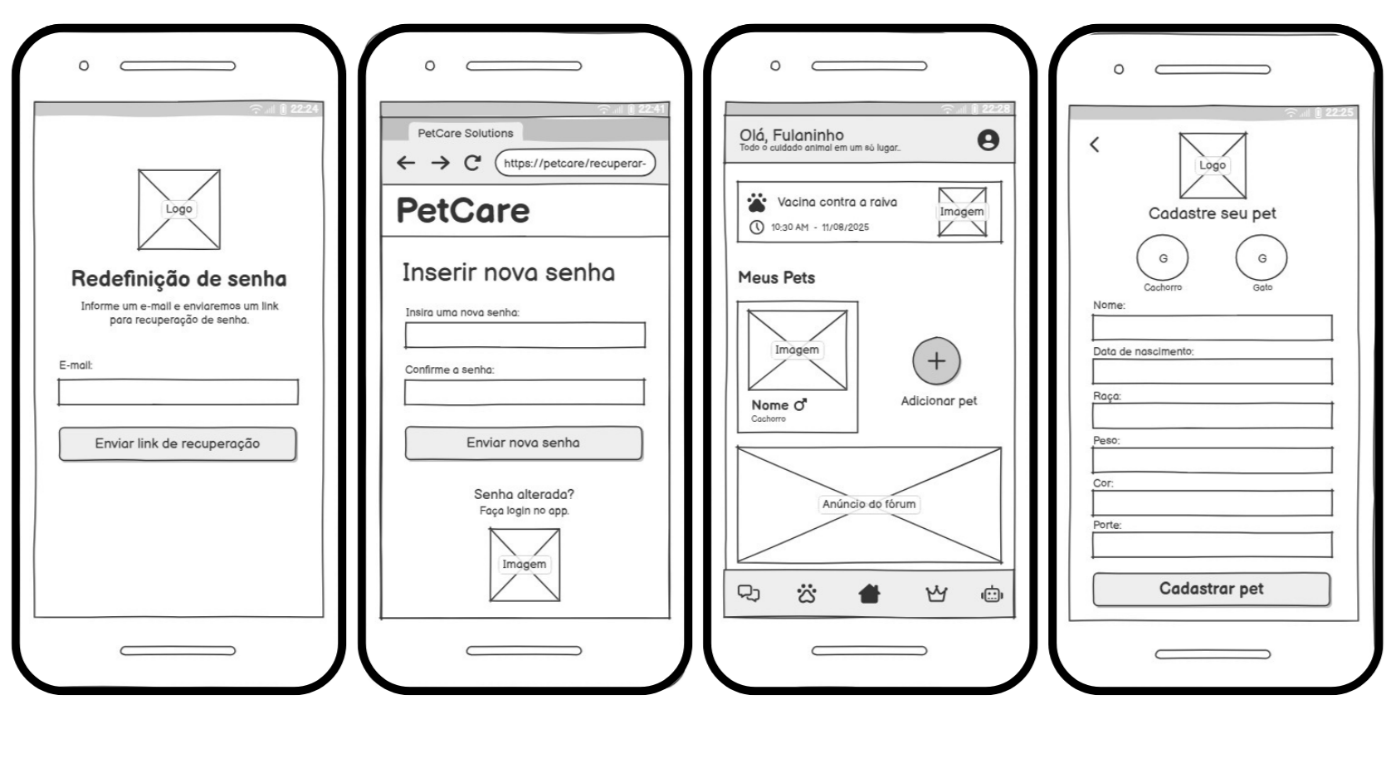 22:24
Logo
Redefinição de senha
Informe um e-mail e enviaremos um link
para recuperação de senha.
E-mail:
Enviar link de recuperação
22:41
PetCare Solutions
https://petcare/recuperar-
PetCare
Inserir nova senha
Insira uma nova senha:
Confirme a senha:
Enviar nova senha
Senha alterada?
Faça login no app.
Imagem
22:28
Olá, Fulaninho
Todo o cuidado animal em um só lugar.
Vacina contra a raiva
10:30 AM - 11/08/2025
Imagem
Meus Pets
Imagem
Nome
Cachorro
Adicionar pet
Anúncio do fórum
22:25
Logo
Cadastre seu pet
G
G
Cachorro
Gato
Nome:
Data de nascimento:
Raça:
Peso:
Cor:
Porte:
Cadastrar pet